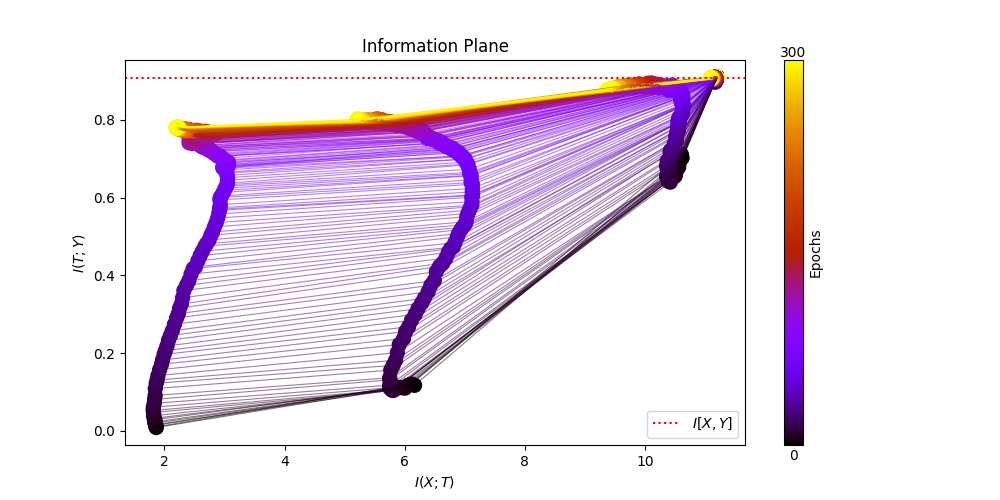 Information Plane
300
0.8
0.6
0.4
0.2
0.0
I(T; Y)
2
4
6
8
10
I(X; T)
I[X, Y]
Epochs
0